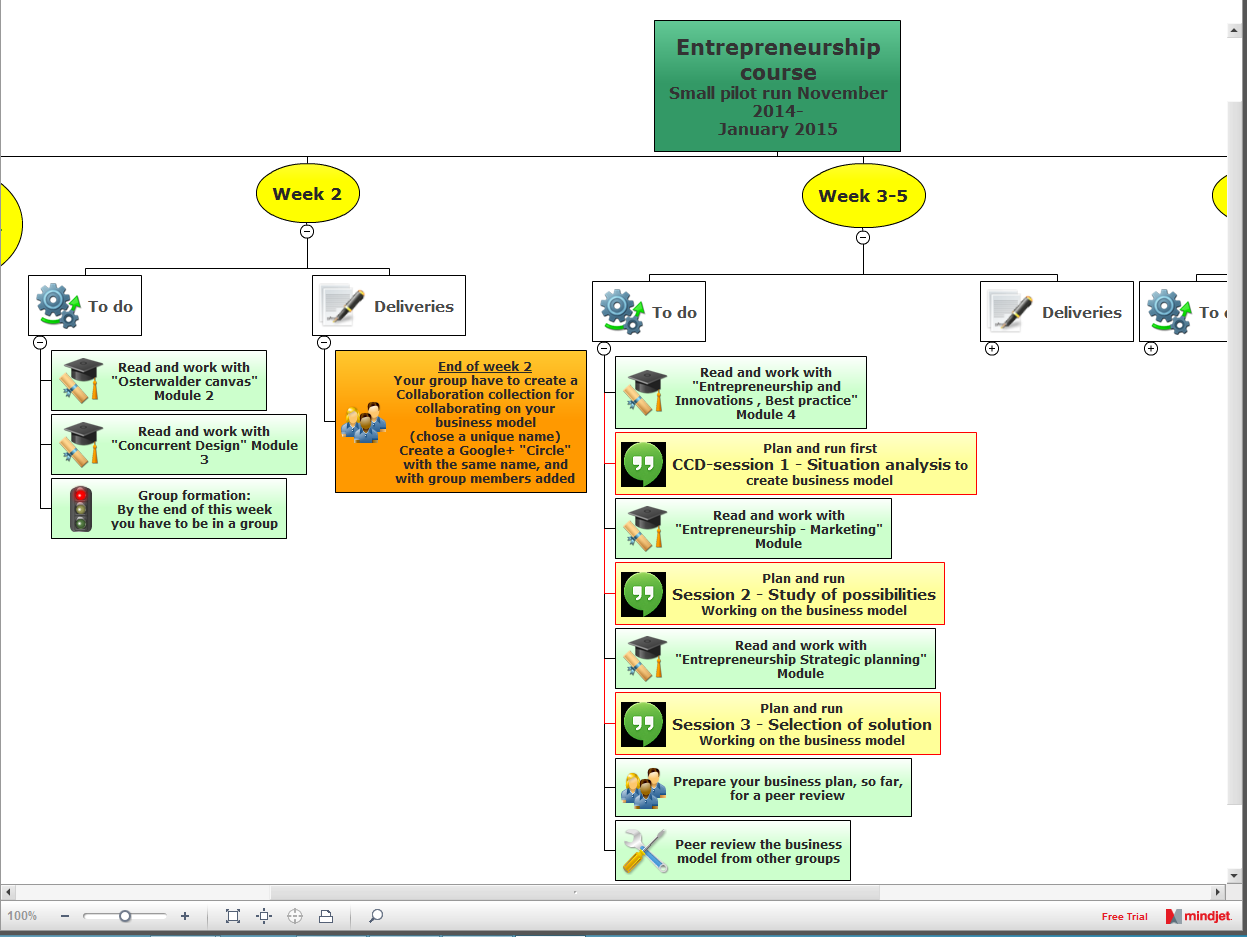 Entrepreneurship
course
Small pilot run November
2014-
January 2015
Week 2
Week 3-5
To do
Deliveries
To do
Deliveries
To
Read and work with
"Osterwalder canvas"
Module 2
Read and work with
"Concurrent Design" Module
3
Group formation:
By the end of this week
you have to be in a group
End of week 2
Your group have to create a
Collaboration collection for
collaborating on your
business model
(chose a unique name)
Create a Google+ "Circle"
with the same name, and
with group members added
Read and work with
"Entrepreneurship and
Innovations , Best practice"
Module 4
Plan and run first
CCD-session 1 - Situation analysis to
create business model
Read and work with
"Entrepreneurship - Marketing"
Module
Plan and run
Session 2 - Study of possibilities
Working on the business model
Read and work with
"Entrepreneurship Strategic planning"
Module
Plan and run
Session 3 - Selection of solution
Working on the business model
Prepare your business plan, so far,
for a peer review
Peer review the business
model from other groups
100%
Free Trial
mindjet.